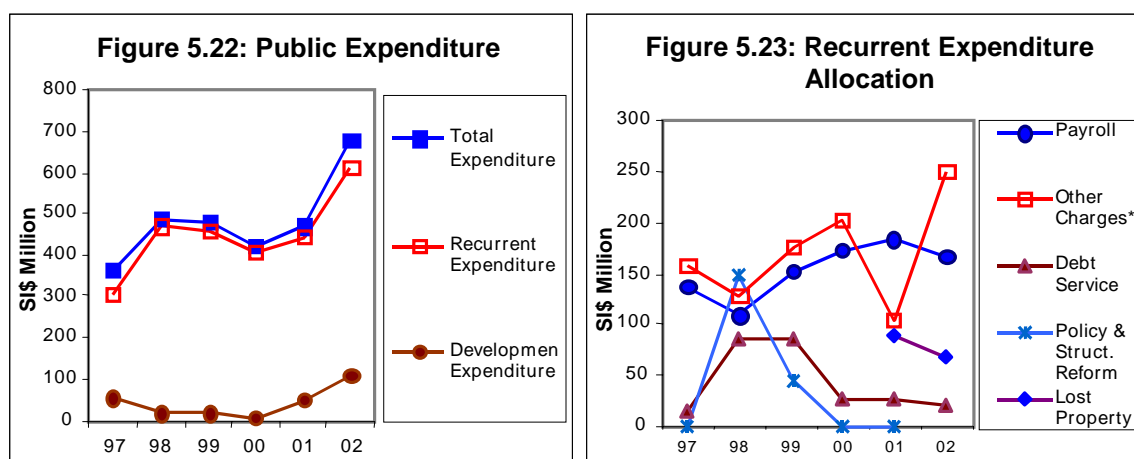 Figure 5.22: Public Expenditure
800
700
600
500
400
300
200
100
0
SI$ Million
97 98 99 00 01 02
Total
Expenditure
Recurrent
Expenditure
Developmen
Expenditure
Figure 5.23: Recurrent Expenditure
Allocation
300
250
200
150
100
50
0
SI$ Million
97 98 99 00 01 02
Payroll
Other
Charges*
Debt
Service
Policy &
Struct.
Reform
Lost
Property